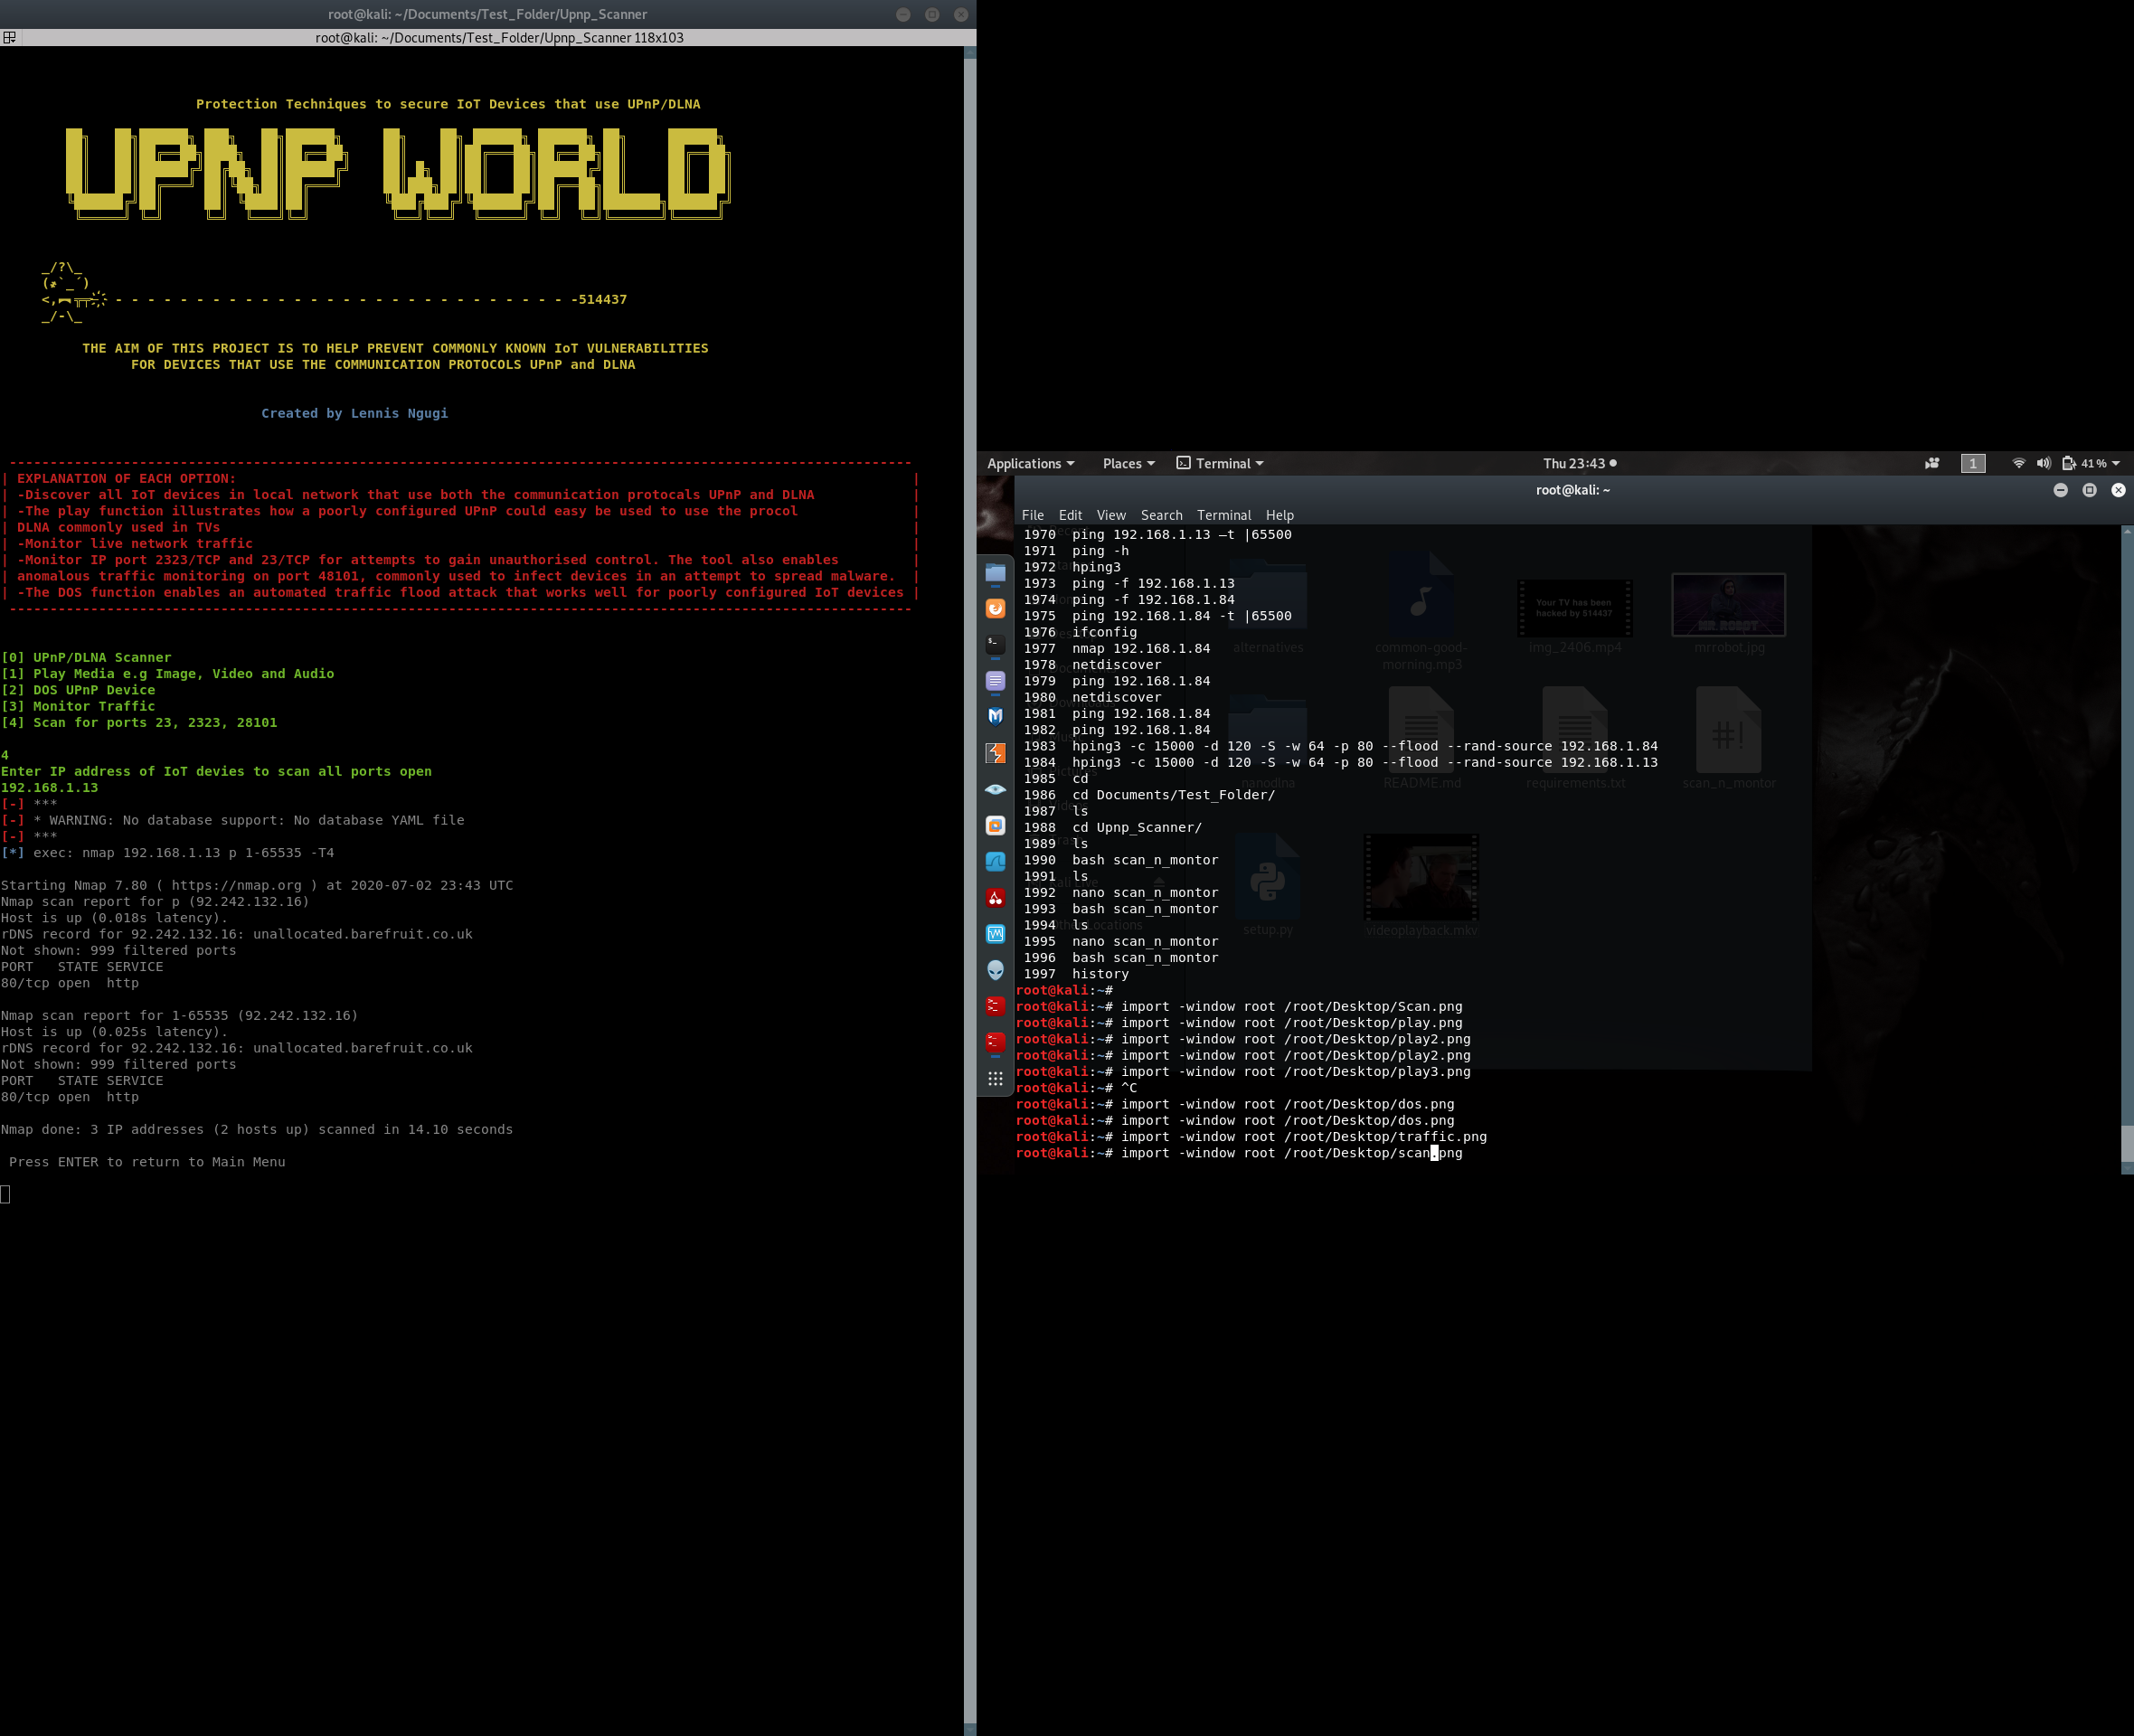 root@kali: ~/Documents/Test_Folder/Upnp_Scanner
root@kali: ~/Documents/Test_Folder/Upnp_Scanner 118x103
Protection Techniques to secure IoT Devices that use UPnP/DLNA
UPNP WORLD
_/?\_
<,︻╦╤─ - - - - - - - - - - - - - - - - - - - - - - - - - - - - - -514437
_/-\_
THE AIM OF THIS PROJECT IS TO HELP PREVENT COMMONLY KNOWN IoT VULNERABILITIES
FOR DEVICES THAT USE THE COMMUNICATION PROTOCOLS UPnP and DLNA
Created by Lennis Ngugi
| EXPLANATION OF EACH OPTION: |
| -Discover all IoT devices in local network that use both the communication protocals UPnP and DLNA |
| -The play function illustrates how a poorly configured UPnP could easy be used to use the procol |
| DLNA commonly used in TVs |
| -Monitor live network traffic |
| -Monitor IP port 2323/TCP and 23/TCP for attempts to gain unauthorised control. The tool also enables |
| anomalous traffic monitoring on port 48101, commonly used to infect devices in an attempt to spread malware. |
| -The DOS function enables an automated traffic flood attack that works well for poorly configured IoT devices |
[0] UPnP/DLNA Scanner
[1] Play Media e.g Image, Video and Audio
[2] DOS UPnP Device
[3] Monitor Traffic
[4] Scan for ports 23, 2323, 28101
4
Enter IP address of IoT devies to scan all ports open
192.168.1.13
[-] ***
[-] * WARNING: No database support: No database YAML file
[-] ***
[*] exec: nmap 192.168.1.13 p 1-65535 -T4
Starting Nmap 7.80 ( https://nmap.org ) at 2020-07-02 23:43 UTC
Nmap scan report for p (92.242.132.16)
Host is up (0.018s latency).
rDNS record for 92.242.132.16: unallocated.barefruit.co.uk
Not shown: 999 filtered ports
PORT STATE SERVICE
80/tcp open http
Nmap scan report for 1-65535 (92.242.132.16)
Host is up (0.025s latency).
rDNS record for 92.242.132.16: unallocated.barefruit.co.uk
Not shown: 999 filtered ports
PORT STATE SERVICE
80/tcp open http
Nmap done: 3 IP addresses (2 hosts up) scanned in 14.10 seconds
Press ENTER to return to Main Menu
Applications Places Terminal Thu 23:43 1 41 %
root@kali: ~
File Edit View Search Terminal Help
1970 ping 192.168.1.13 –t |65500
1971 ping -h
1972 hping3
1973 ping -f 192.168.1.13
1974 ping -f 192.168.1.84
1975 ping 192.168.1.84 -t |65500
1976 ifconfig
1977 nmap 192.168.1.84
1978 netdiscover
1979 ping 192.168.1.84
1980 netdiscover
1981 ping 192.168.1.84
1982 ping 192.168.1.84
1983 hping3 -c 15000 -d 120 -S -w 64 -p 80 --flood --rand-source 192.168.1.84
1984 hping3 -c 15000 -d 120 -S -w 64 -p 80 --flood --rand-source 192.168.1.13
1985 cd
1986 cd Documents/Test_Folder/
1987 ls
1988 cd Upnp_Scanner/
1989 ls
1990 bash scan_n_montor
1991 ls
1992 nano scan_n_montor
1993 bash scan_n_montor
1994 ls
1995 nano scan_n_montor
1996 bash scan_n_montor
1997 history
root@kali:~#
root@kali:~# import -window root /root/Desktop/Scan.png
root@kali:~# import -window root /root/Desktop/play.png
root@kali:~# import -window root /root/Desktop/play2.png
root@kali:~# import -window root /root/Desktop/play2.png
root@kali:~# import -window root /root/Desktop/play3.png
root@kali:~# ^C
root@kali:~# import -window root /root/Desktop/dos.png
root@kali:~# import -window root /root/Desktop/dos.png
root@kali:~# import -window root /root/Desktop/traffic.png
root@kali:~# import -window root /root/Desktop/scan.png
Your TV has been
hacked by 514437
MR ROBOT
alternatives
common-good-
morning.mp3
img_2406.mp4
mrrobot.jpg
nanodlna
README.md
requirements.txt
scan_n_montor
setup.py
videoplayback.mkv